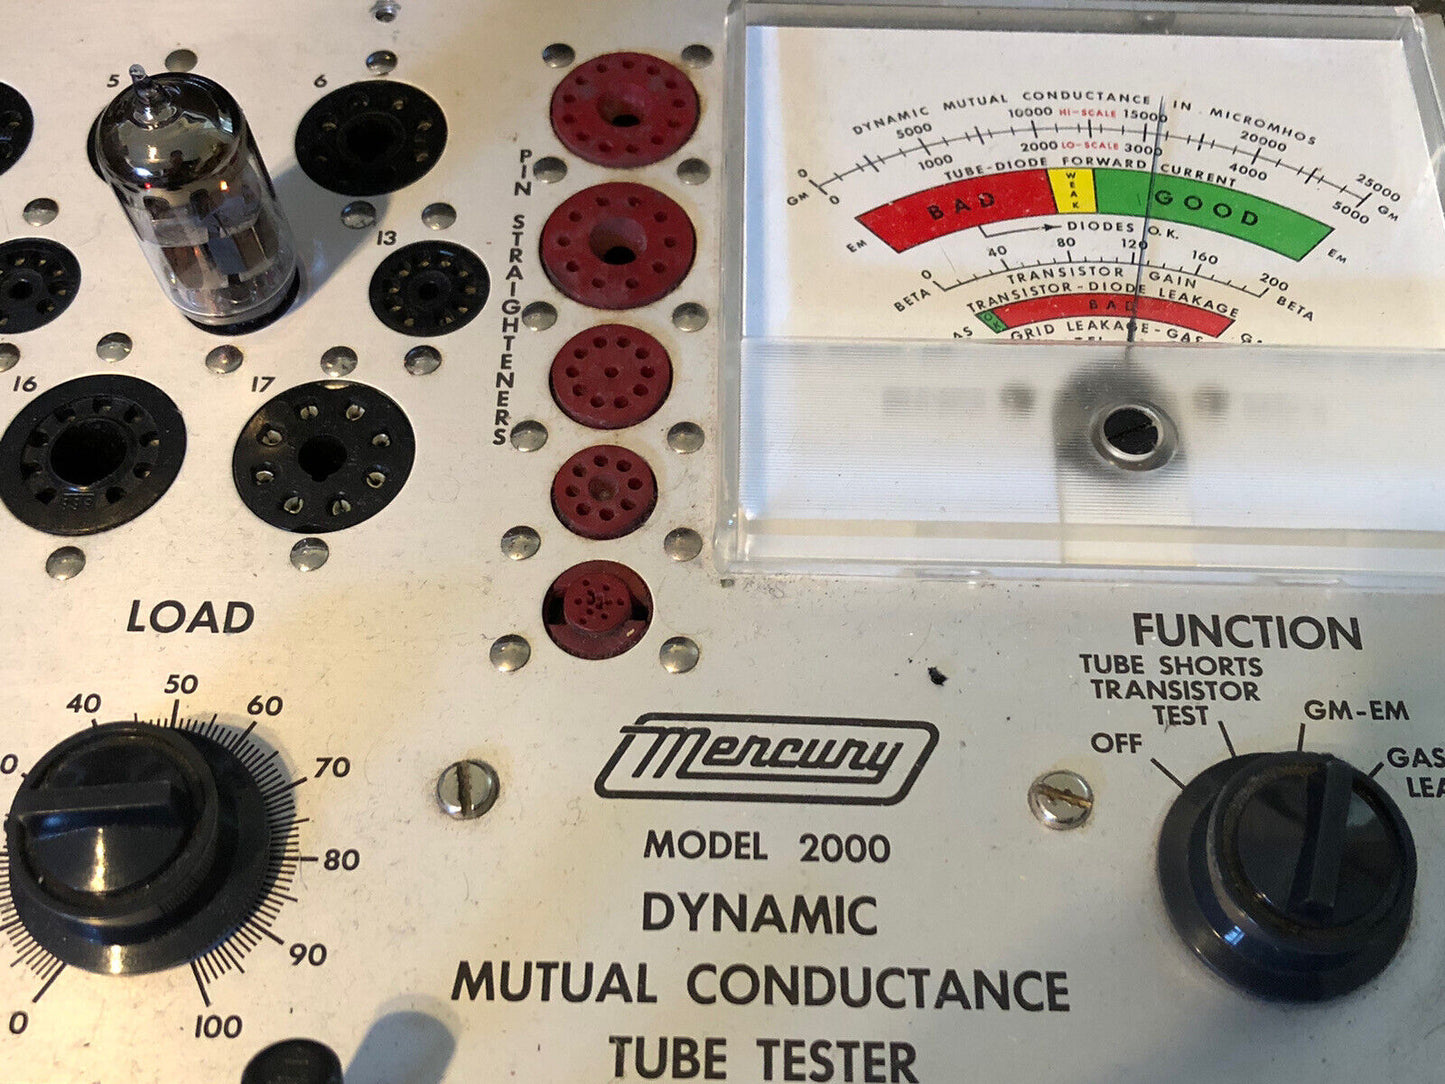 5
6
13
16
17
PIN STRAIGHTENERS
DYNAMIC MUTUAL CONDUCTANCE IN MICROMHOS
0 5000 10000 HI-SCALE 15000 20000 25000
GM 0 1000 2000 LO-SCALE 3000 4000 5000 GM
TUBE-DIODE FORWARD CURRENT
BAD WEAK GOOD
EM DIODES O.K. EM
0 40 80 120 160 200
BETA TRANSISTOR GAIN BETA
TRANSISTOR-DIODE LEAKAGE
OK BAD
GRID LEAKAGE-GAS
LOAD
0 40 50 60 70 80 90 100
FUNCTION
TUBE SHORTS
TRANSISTOR
TEST
OFF
GM-EM
GAS
LEA
Mercury
MODEL 2000
DYNAMIC
MUTUAL CONDUCTANCE
TUBE TESTER